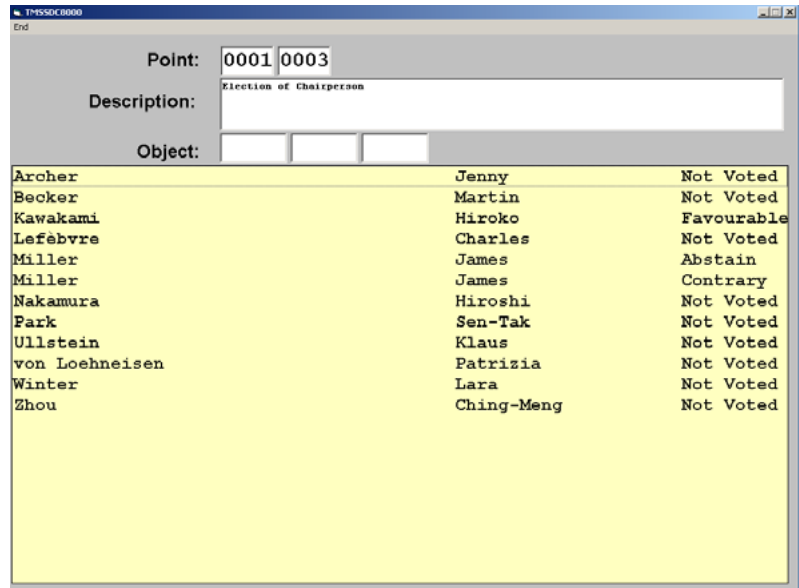 TMSSDC8000
End
Point: 0001 0003
Description: Election of Chairperson
Object:
Archer Jenny Not Voted
Becker Martin Not Voted
Kawakami Hiroko Favourable
Lefèbvre Charles Not Voted
Miller James Abstain
Miller James Contrary
Nakamura Hiroshi Not Voted
Park Sen-Tak Not Voted
Ullstein Klaus Not Voted
von Loehneisen Patrizia Not Voted
Winter Lara Not Voted
Zhou Ching-Meng Not Voted